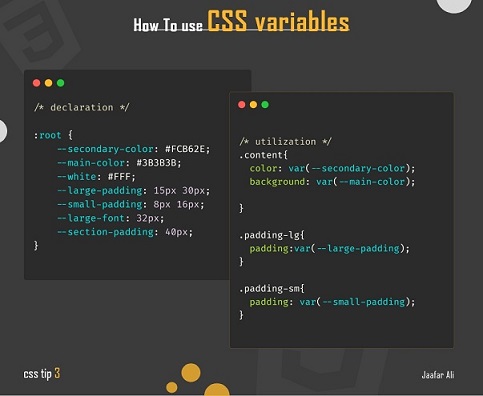 How To use CSS variables
/* declaration */
:root {
--secondary-color: #FCB62E;
--main-color: #3B3B3B;
--white: #FFF;
--large-padding: 15px 30px;
--small-padding: 8px 16px;
--large-font: 32px;
--section-padding: 40px;
}
/* utilization */
.content{
color: var(--secondary-color);
background: var(--main-color);
}
.padding-lg{
padding:var(--large-padding);
}
.padding-sm{
padding: var(--small-padding);
}
css tip 3
Jaafar Ali